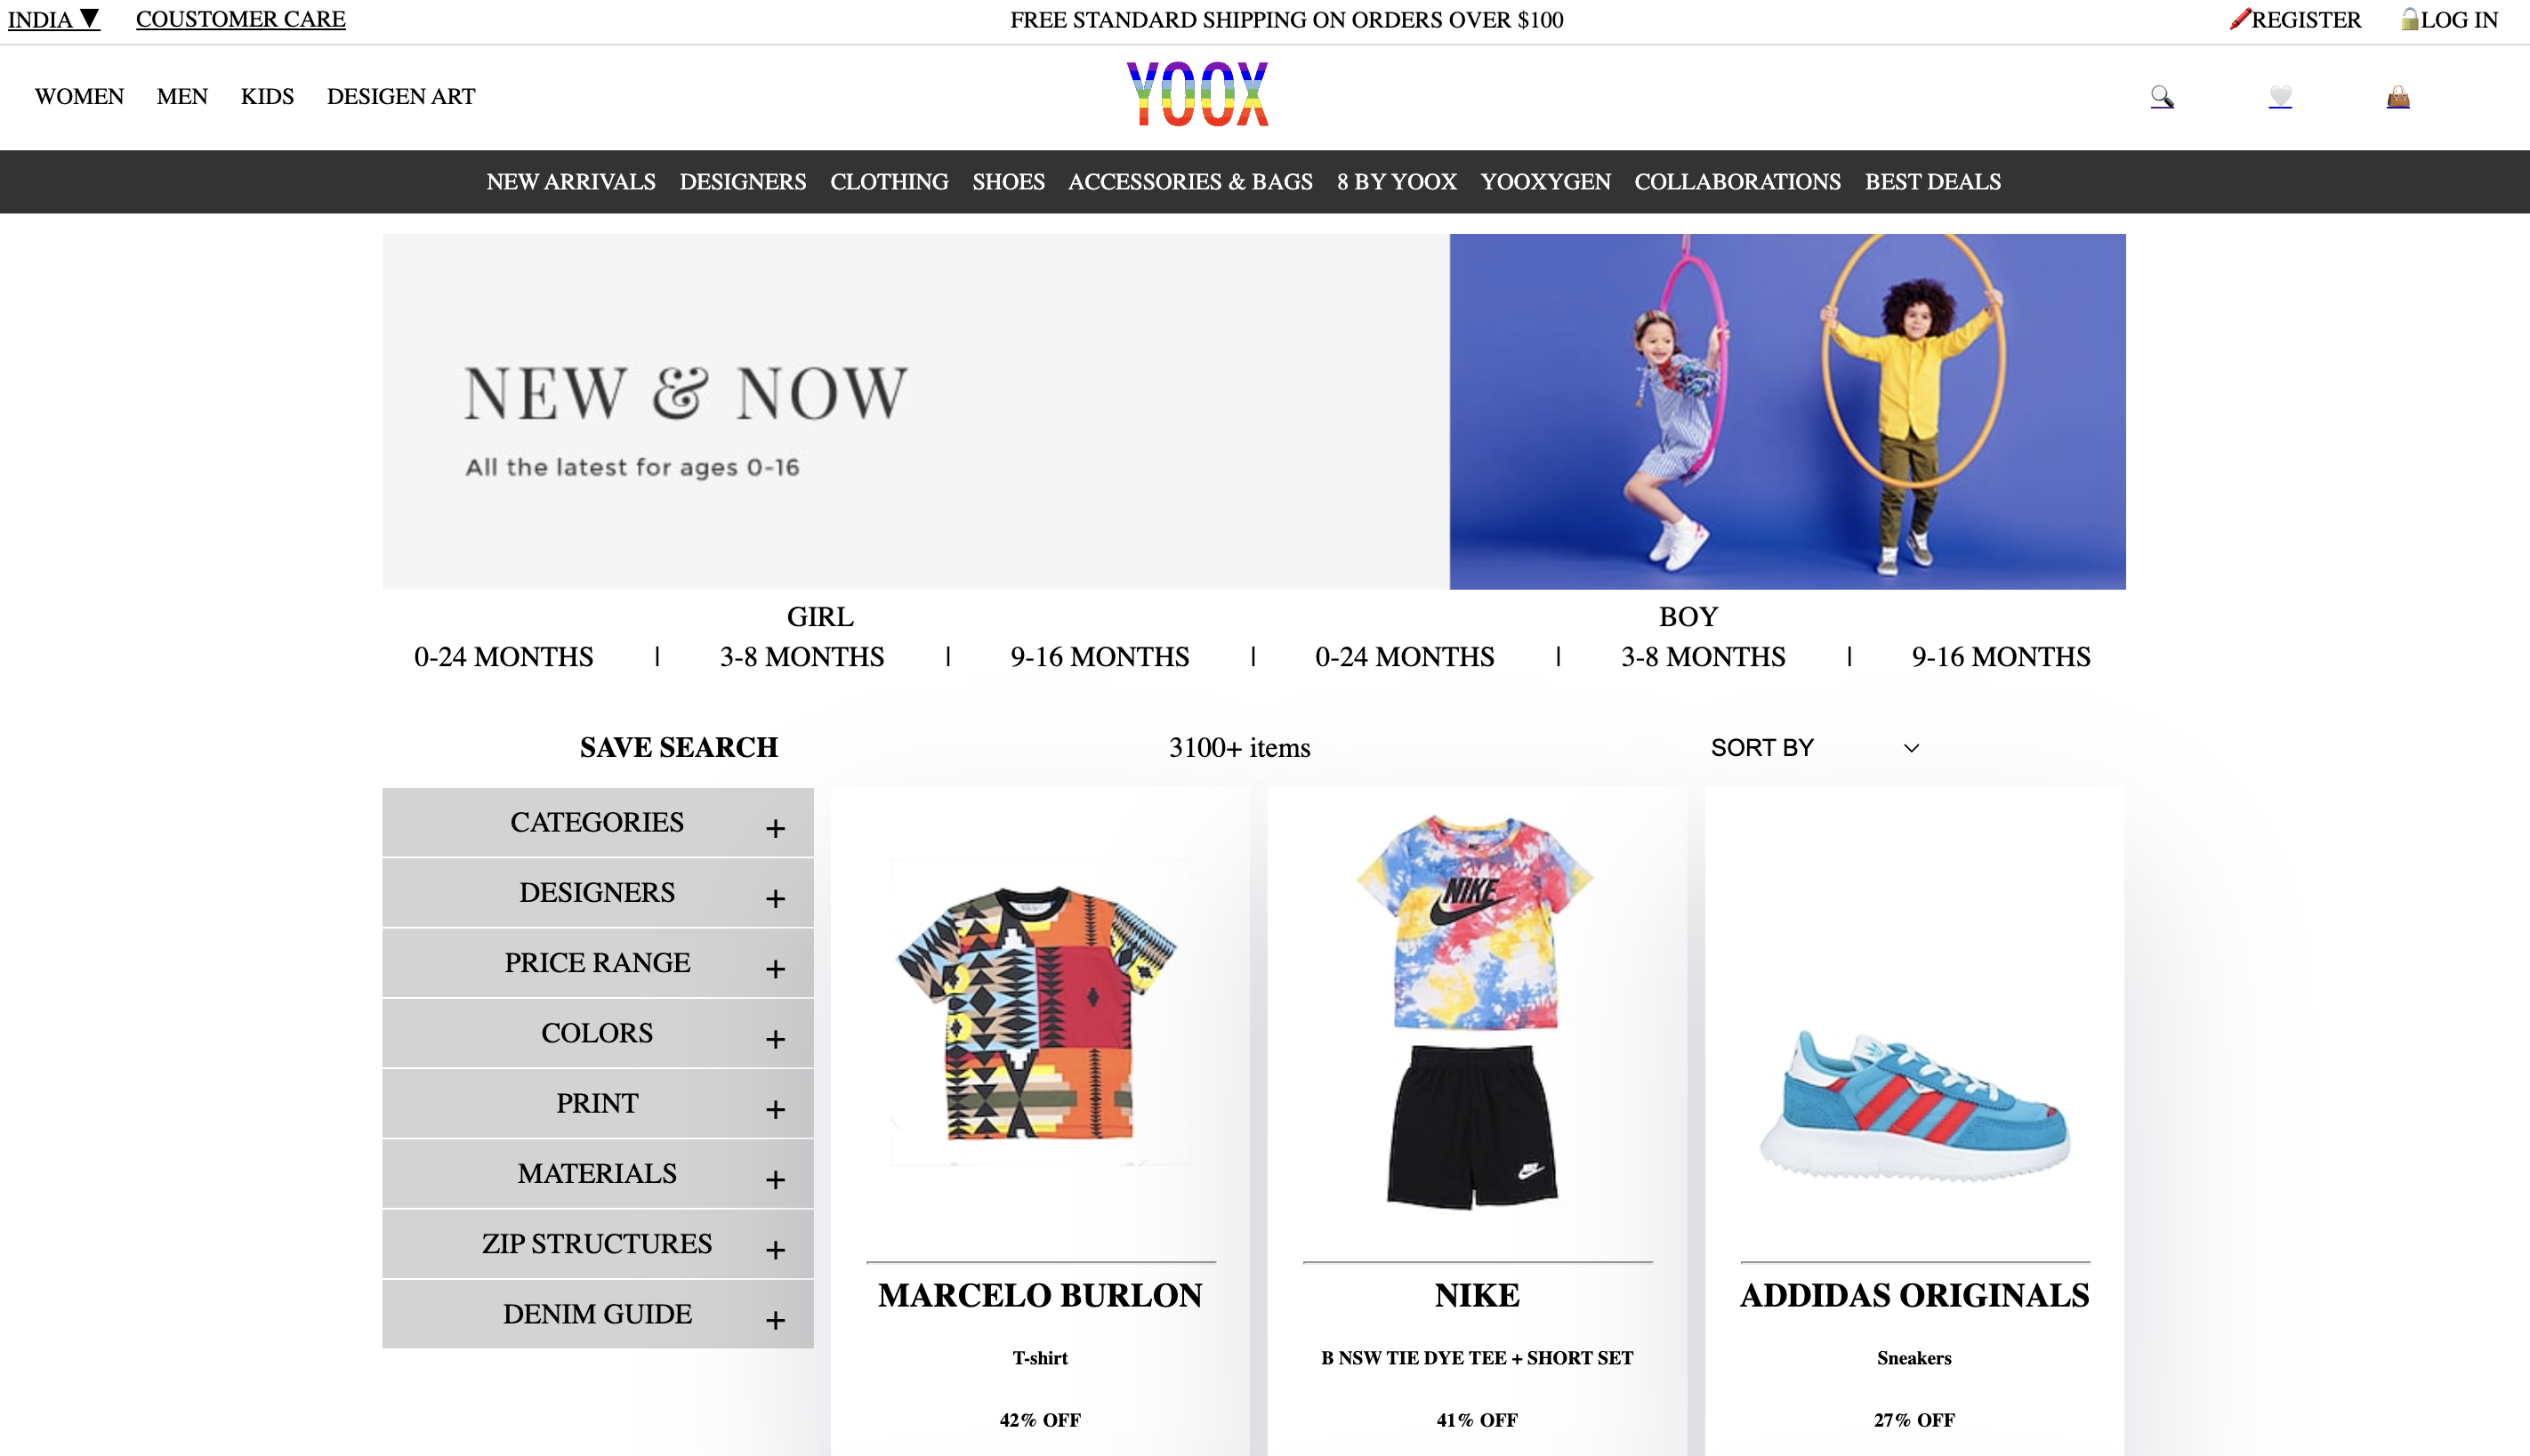 INDIA ▼ COUSTOMER CARE FREE STANDARD SHIPPING ON ORDERS OVER $100 REGISTER LOG IN
WOMEN MEN KIDS DESIGEN ART YOOX
NEW ARRIVALS DESIGNERS CLOTHING SHOES ACCESSORIES & BAGS 8 BY YOOX YOOXYGEN COLLABORATIONS BEST DEALS
NEW & NOW
All the latest for ages 0-16
GIRL BOY
0-24 MONTHS | 3-8 MONTHS | 9-16 MONTHS | 0-24 MONTHS | 3-8 MONTHS | 9-16 MONTHS
SAVE SEARCH 3100+ items SORT BY
CATEGORIES +
DESIGNERS +
PRICE RANGE +
COLORS +
PRINT +
MATERIALS +
ZIP STRUCTURES +
DENIM GUIDE +
NIKE
MARCELO BURLON NIKE ADDIDAS ORIGINALS
T-shirt B NSW TIE DYE TEE + SHORT SET Sneakers
42% OFF 41% OFF 27% OFF